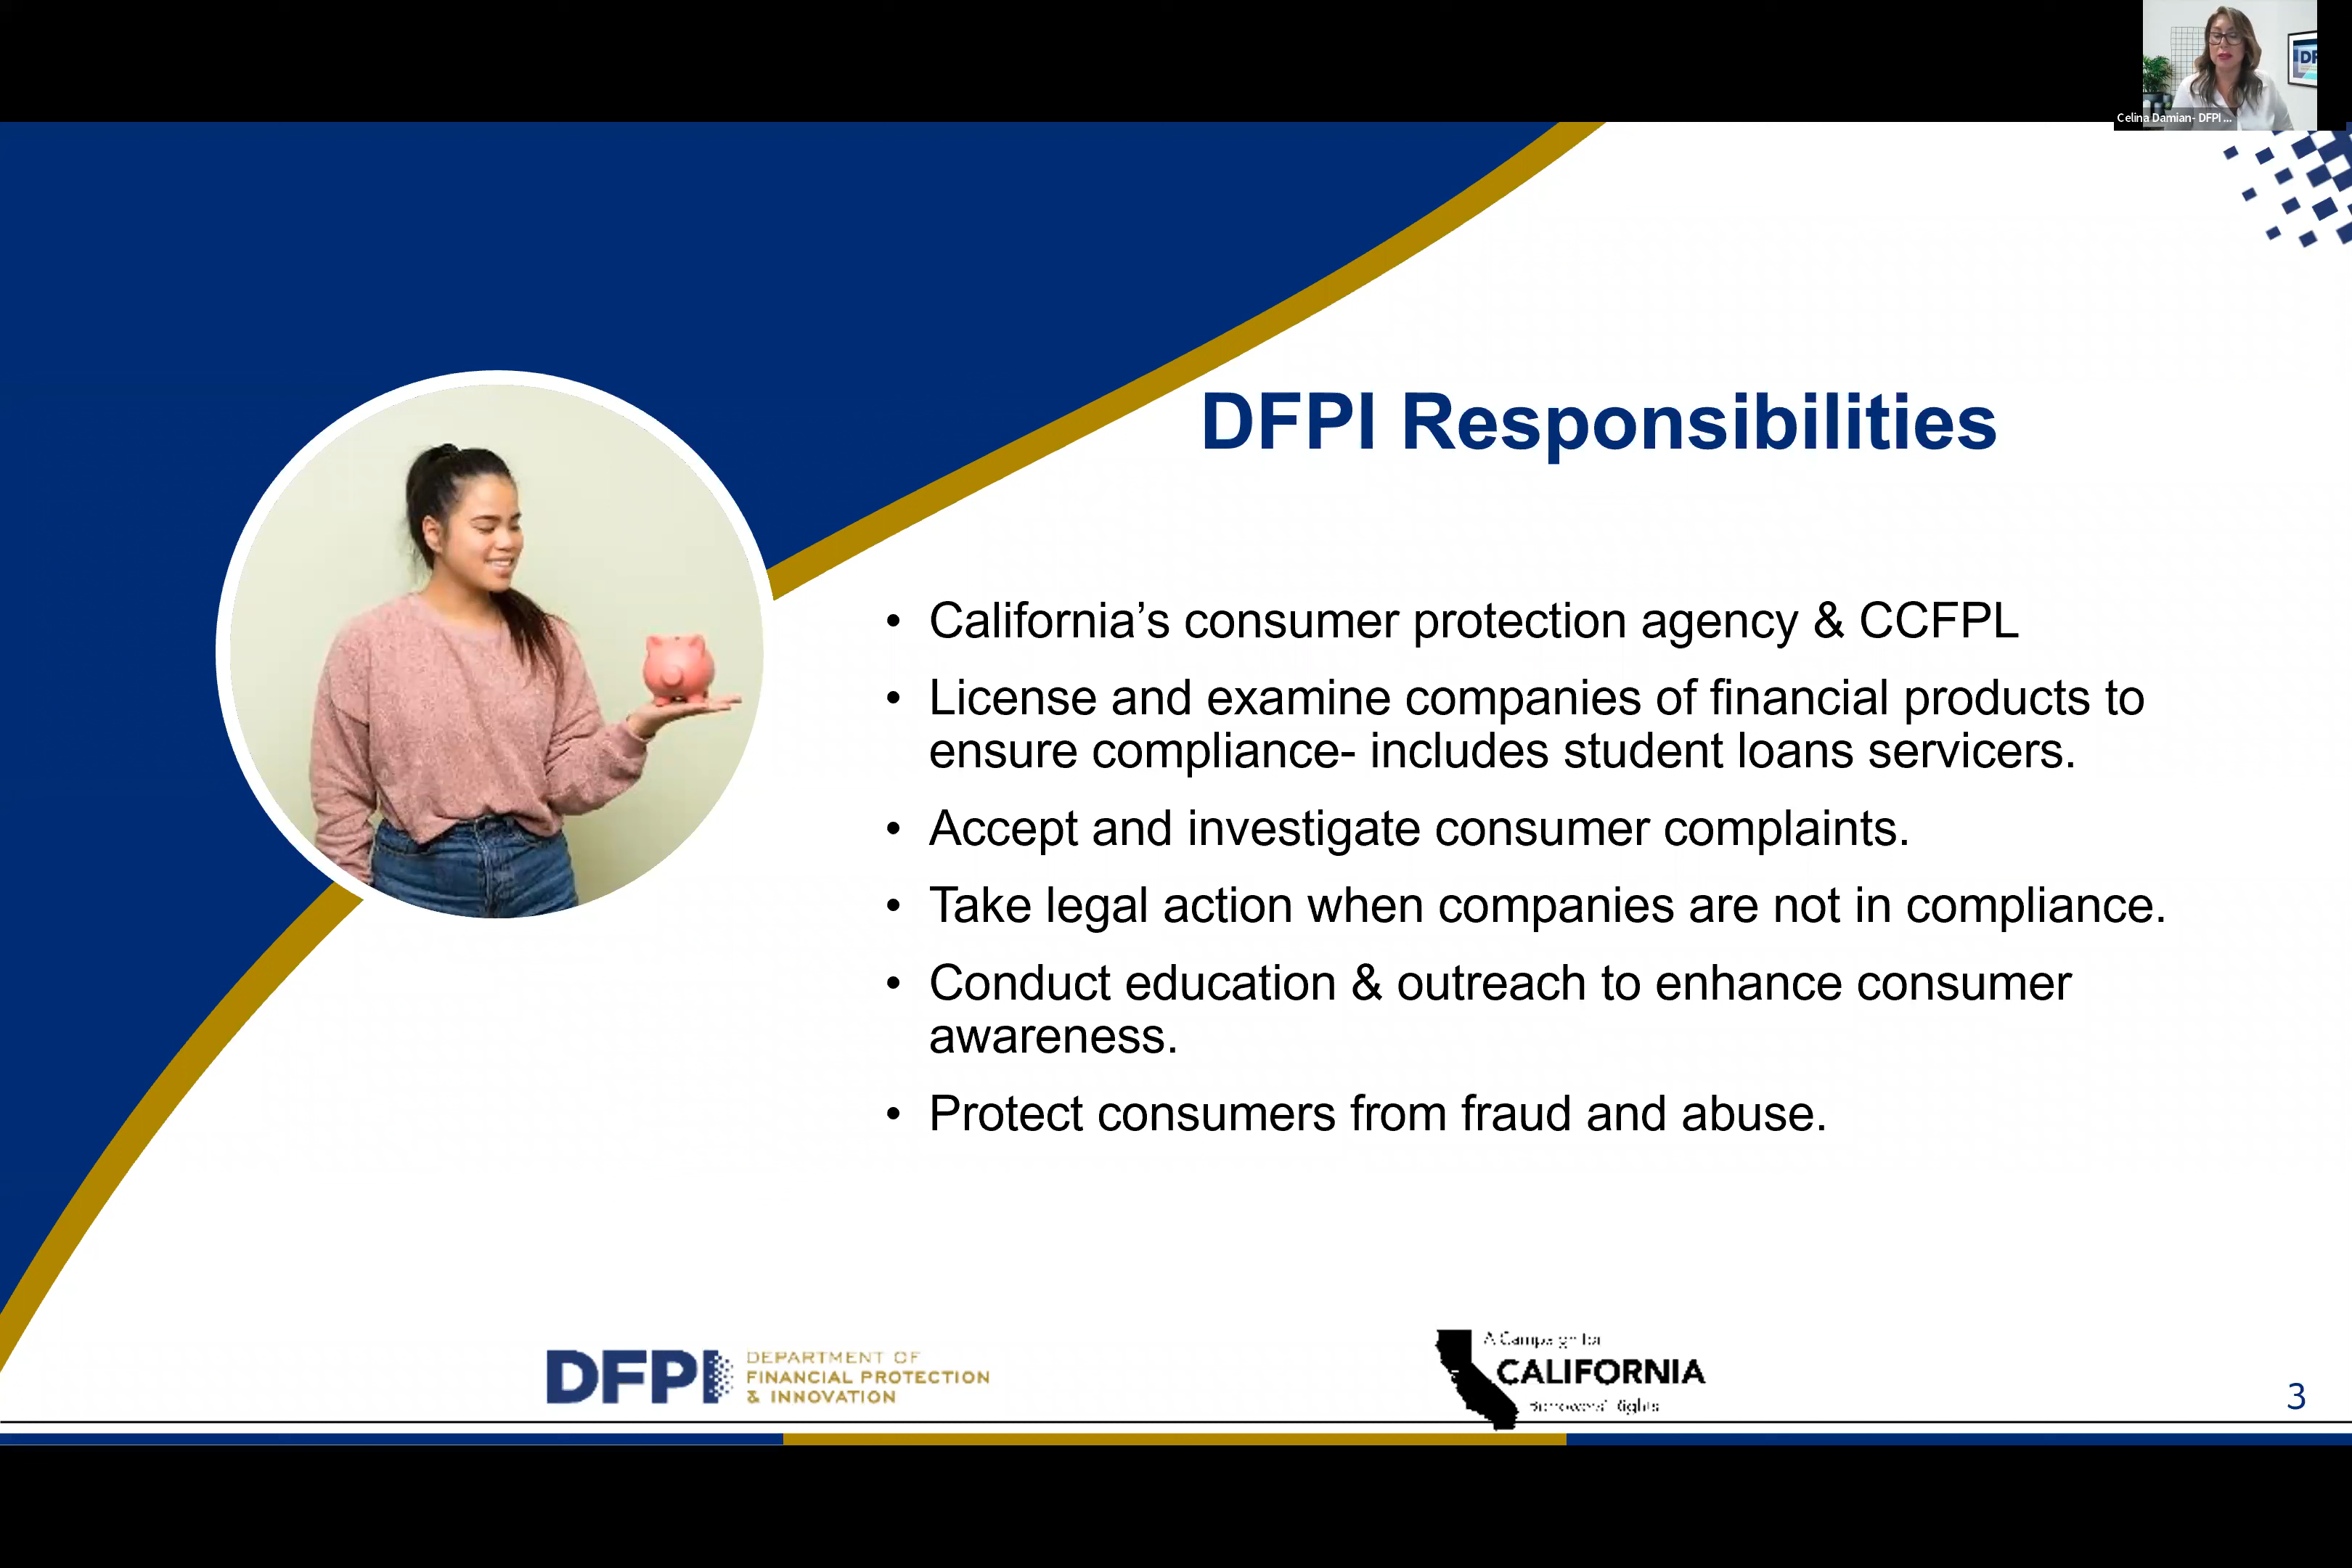 Celina Damian- DFPI ...
DFPI Responsibilities
• California’s consumer protection agency & CCFPL
• License and examine companies of financial products to
ensure compliance- includes student loans servicers.
• Accept and investigate consumer complaints.
• Take legal action when companies are not in compliance.
• Conduct education & outreach to enhance consumer
awareness.
• Protect consumers from fraud and abuse.
DFPI
DEPARTMENT OF
FINANCIAL PROTECTION
& INNOVATION
A Campaign for
CALIFORNIA
Borrowers' Rights
3